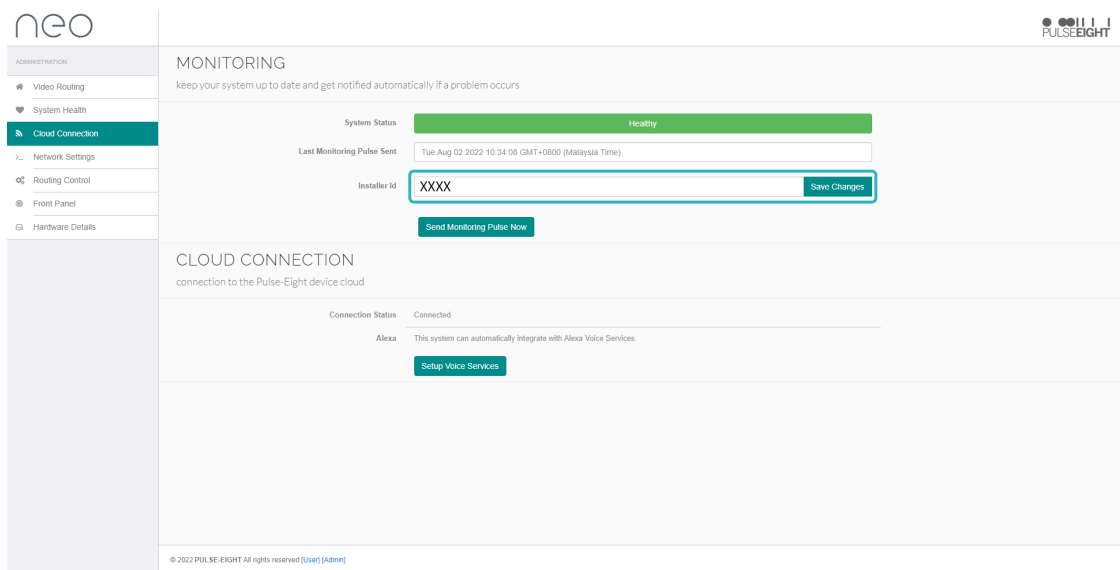 neo
PULSEEIGHT
ADMINISTRATION
Video Routing
System Health
Cloud Connection
Network Settings
Routing Control
Front Panel
Hardware Details
MONITORING
keep your system up to date and get notified automatically if a problem occurs
System Status Healthy
Last Monitoring Pulse Sent Tue Aug 02 2022 10:34:08 GMT+0800 (Malaysia Time)
Installer Id XXXX Save Changes
Send Monitoring Pulse Now
CLOUD CONNECTION
connection to the Pulse-Eight device cloud
Connection Status Connected
Alexa This system can automatically integrate with Alexa Voice Services.
Setup Voice Services
© 2022 PULSE-EIGHT All rights reserved [User] [Admin]